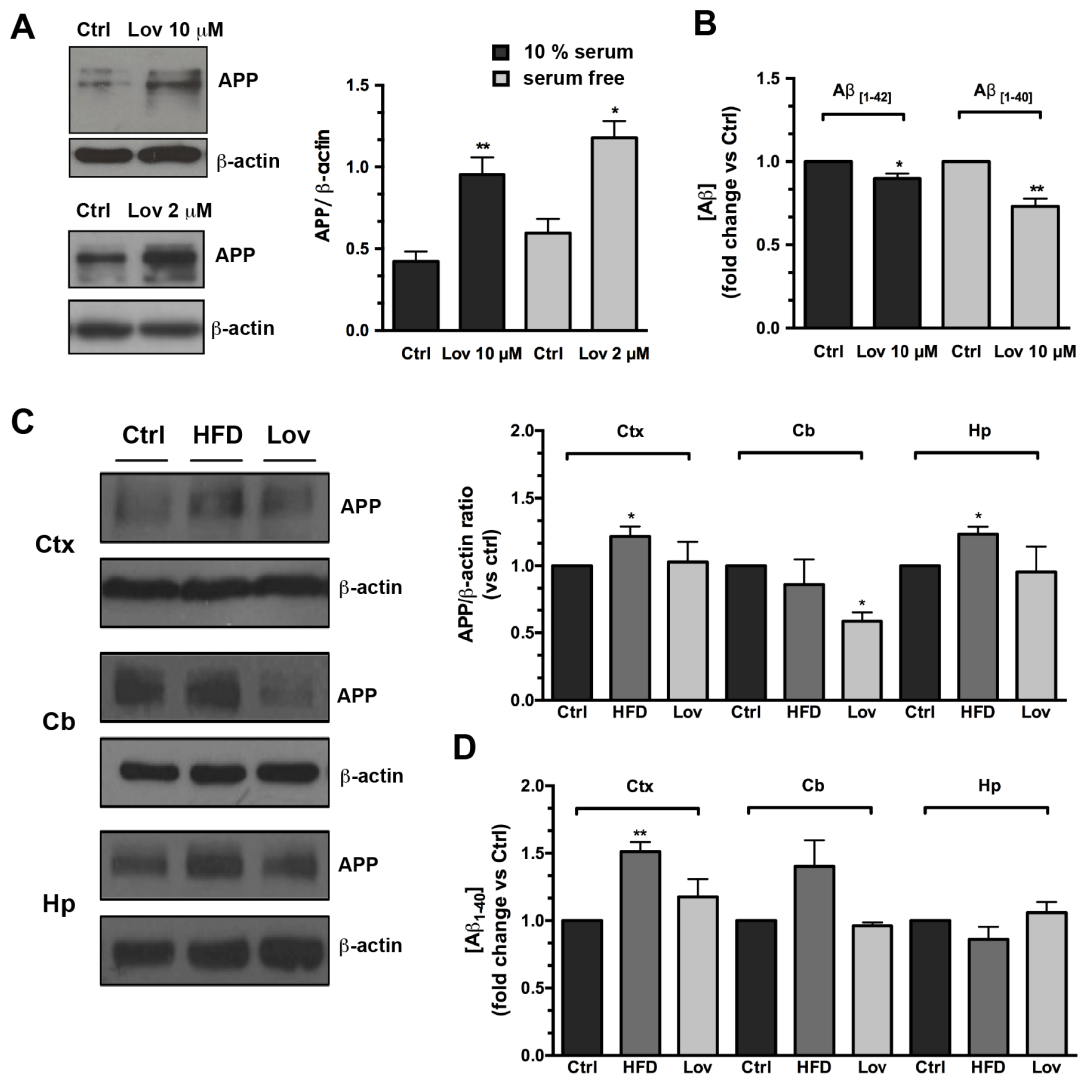 A
Ctrl Lov 10 μM
APP
β-actin
Ctrl Lov 2 μM
APP
β-actin
10 % serum
serum free
APP/ β-actin
1.5
1.0
0.5
0.0
**
*
Ctrl Lov 10 μM Ctrl Lov 2 μM
B
[Aβ]
(fold change vs Ctrl)
1.5
1.0
0.5
0.0
Aβ [1-42] Aβ [1-40]
*
**
Ctrl Lov 10 μM Ctrl Lov 10 μM
C
Ctrl HFD Lov
Ctx
APP
β-actin
Cb
APP
β-actin
Hp
APP
β-actin
APP/β-actin ratio
(vs ctrl)
2.0
1.5
1.0
0.5
0.0
Ctx Cb Hp
*
*
*
Ctrl HFD Lov Ctrl HFD Lov Ctrl HFD Lov
D
[Aβ1-40]
(fold change vs Ctrl)
2.0
1.5
1.0
0.5
0.0
Ctx Cb Hp
**
Ctrl HFD Lov Ctrl HFD Lov Ctrl HFD Lov